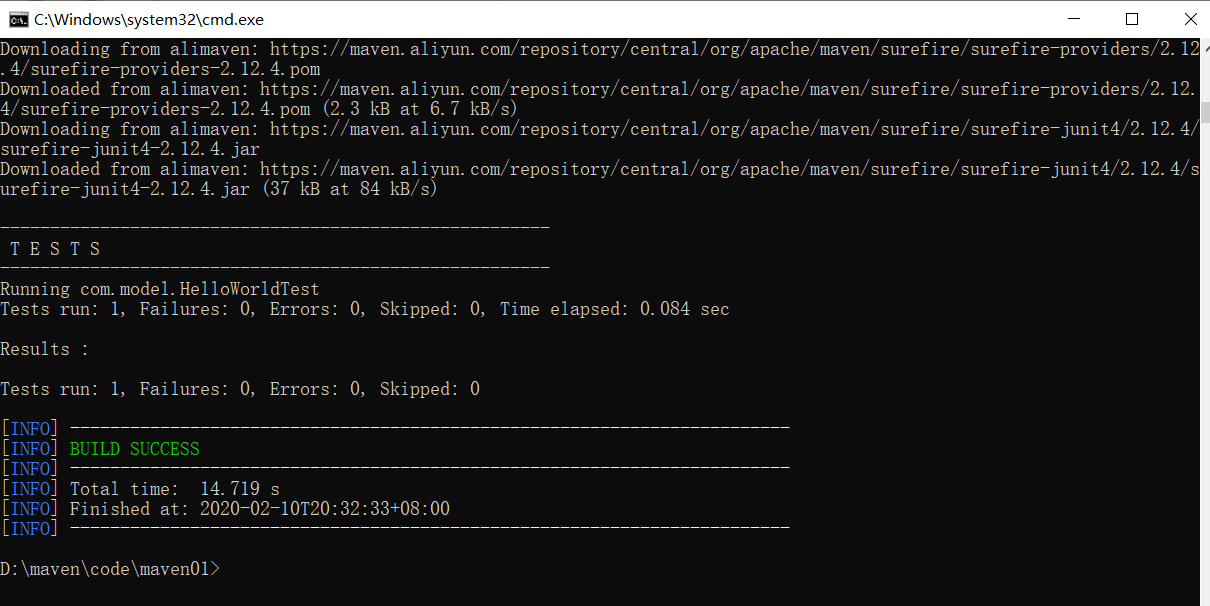 C:\Windows\system32\cmd.exe
Downloading from alimaven: https://maven.aliyun.com/repository/central/org/apache/maven/surefire/surefire-providers/2.12
.4/surefire-providers-2.12.4.pom
Downloaded from alimaven: https://maven.aliyun.com/repository/central/org/apache/maven/surefire/surefire-providers/2.12.
4/surefire-providers-2.12.4.pom (2.3 kB at 6.7 kB/s)
Downloading from alimaven: https://maven.aliyun.com/repository/central/org/apache/maven/surefire/surefire-junit4/2.12.4/
surefire-junit4-2.12.4.jar
Downloaded from alimaven: https://maven.aliyun.com/repository/central/org/apache/maven/surefire/surefire-junit4/2.12.4/s
urefire-junit4-2.12.4.jar (37 kB at 84 kB/s)
-------------------------------------------------------
T E S T S
-------------------------------------------------------
Running com.model.HelloWorldTest
Tests run: 1, Failures: 0, Errors: 0, Skipped: 0, Time elapsed: 0.084 sec
Results :
Tests run: 1, Failures: 0, Errors: 0, Skipped: 0
[INFO] ------------------------------------------------------------------------
[INFO] BUILD SUCCESS
[INFO] ------------------------------------------------------------------------
[INFO] Total time:  14.719 s
[INFO] Finished at: 2020-02-10T20:32:33+08:00
[INFO] ------------------------------------------------------------------------
D:\maven\code\maven01>